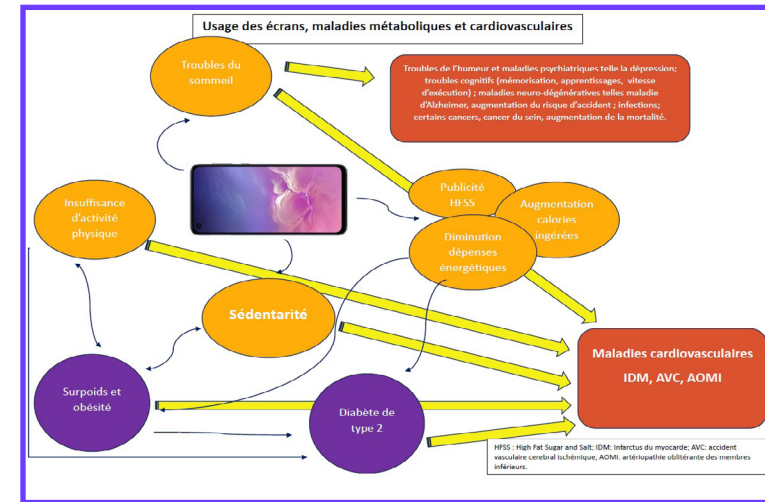 Usage des écrans, maladies métaboliques et cardiovasculaires
Troubles du
sommeil
Troubles de l'humeur et maladies psychiatriques telle la dépression;
troubles cognitifs (mémorisation, apprentissages, vitesse
d'exécution) ; maladies neuro-dégénératives telles maladie
d'Alzheimer, augmentation du risque d'accident ; infections;
certains cancers, cancer du sein, augmentation de la mortalité.
Publicité
HFSS
Augmentation
calories
ingérées
Insuffisance
d'activité
physique
Diminution
dépenses
énergétiques
Sédentarité
Maladies cardiovasculaires
IDM, AVC, AOMI
Surpoids et
obésité
Diabète de
type 2
HFSS : High Fat Sugar and Salt; IDM: Infarctus du myocarde; AVC: accident
vasculaire cerebral ischémique, AOMI: artériopathie oblitérante des membres
inférieurs.